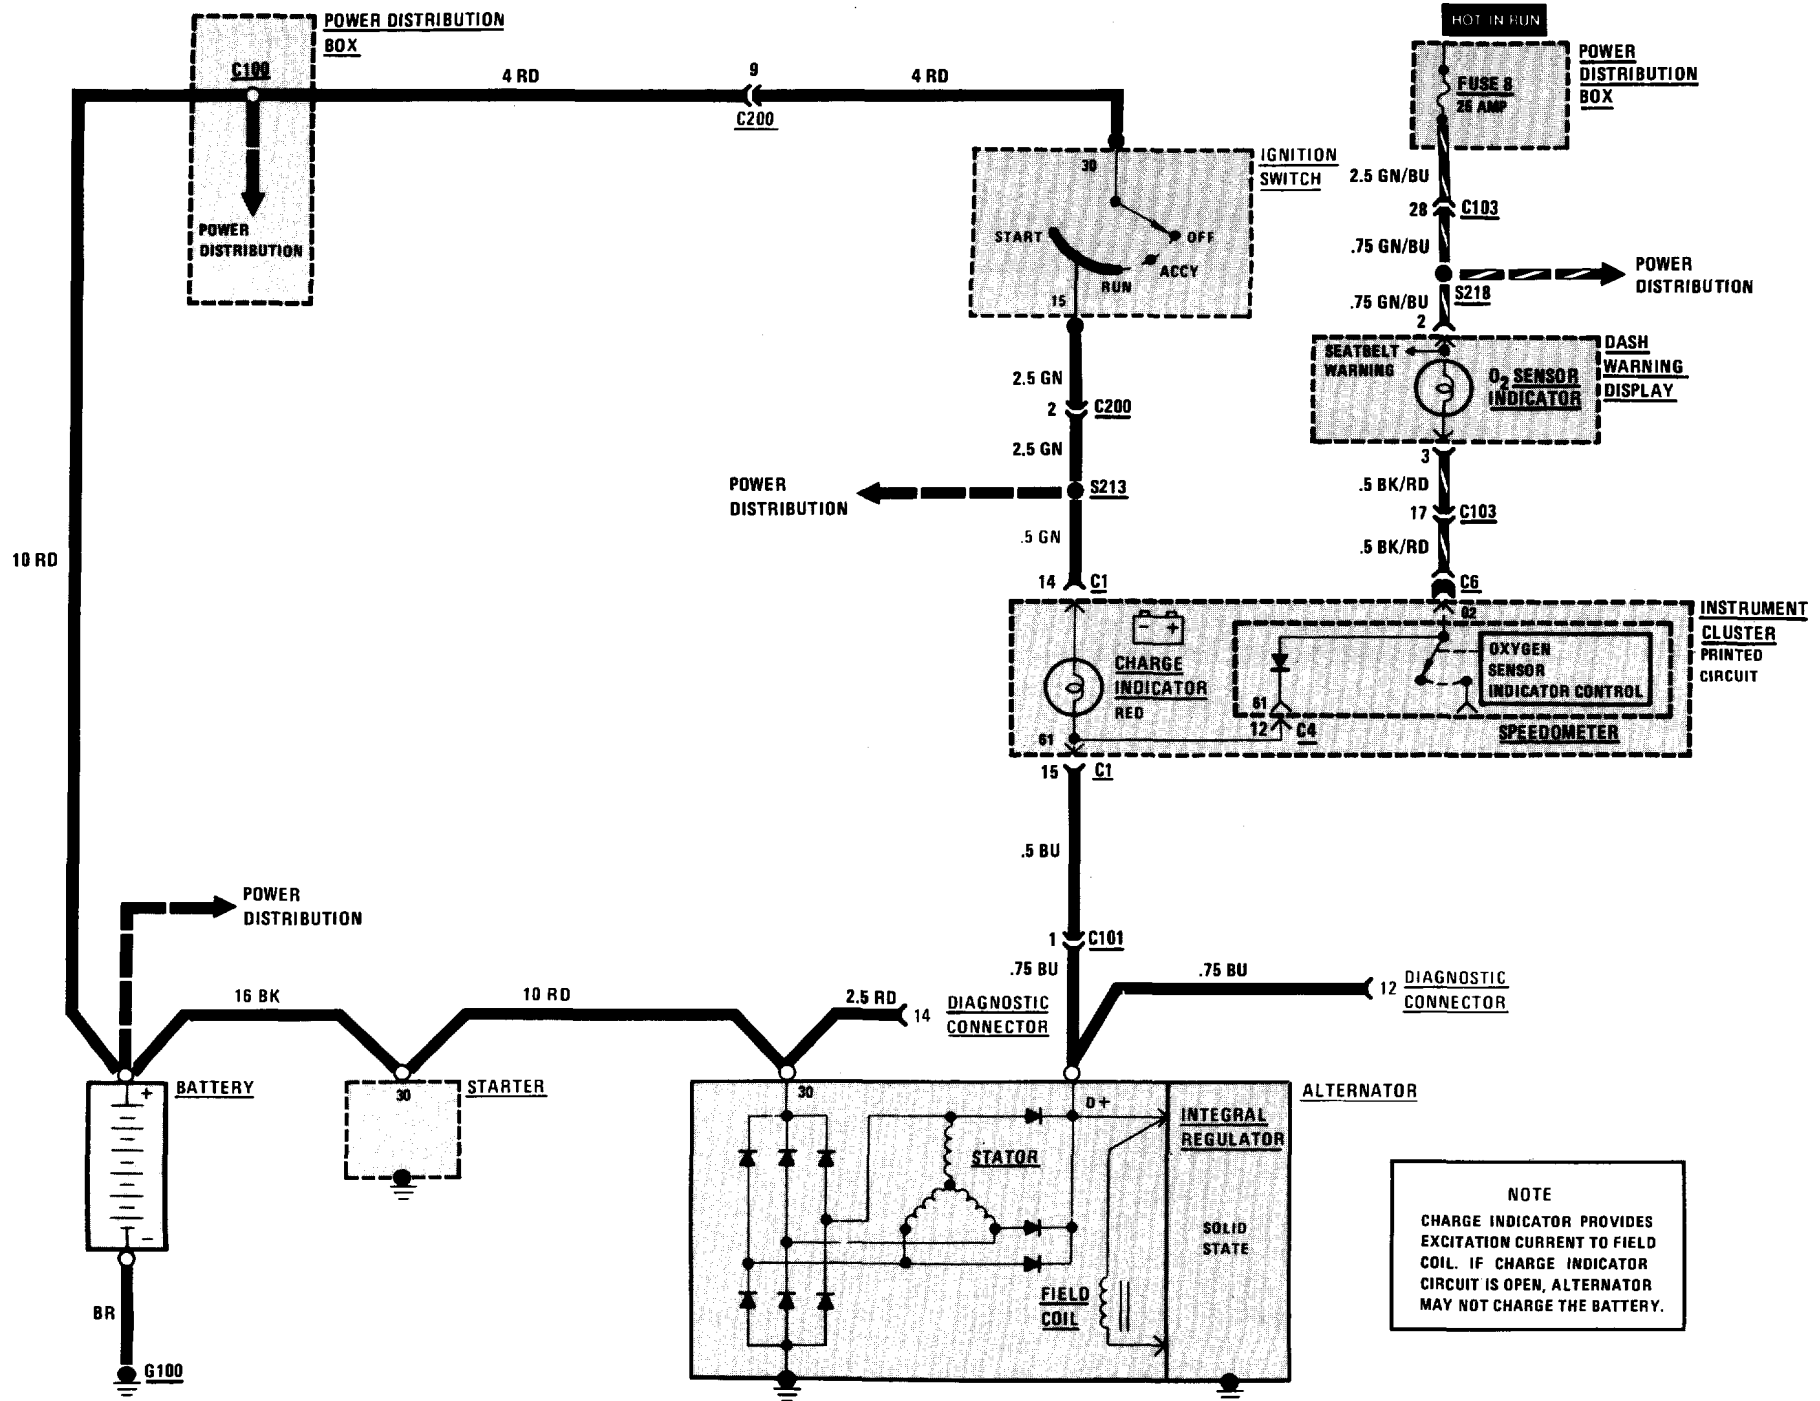 POWER DISTRIBUTION
BOX
C100
POWER
DISTRIBUTION
4 RD
9
C200
4 RD
HOT IN RUN
POWER
DISTRIBUTION
BOX
FUSE 8
25 AMP
2.5 GN/BU
28
C103
.75 GN/BU
S218
POWER
DISTRIBUTION
.75 GN/BU
2
IGNITION
SWITCH
30
START
OFF
ACCY
RUN
15
SEATBELT
WARNING
O2 SENSOR
INDICATOR
DASH
WARNING
DISPLAY
2.5 GN
2
C200
2.5 GN
POWER
DISTRIBUTION
S213
.5 GN
14
C1
3
.5 BK/RD
17
C103
.5 BK/RD
C6
10 RD
INSTRUMENT
CLUSTER
PRINTED
CIRCUIT
02
- +
CHARGE
INDICATOR
RED
61
OXYGEN
SENSOR
INDICATOR CONTROL
61
12
C4
SPEEDOMETER
15
C1
.5 BU
1
C101
.75 BU
.75 BU
12
DIAGNOSTIC
CONNECTOR
POWER
DISTRIBUTION
16 BK
10 RD
2.5 RD
14
DIAGNOSTIC
CONNECTOR
BATTERY
+
-
STARTER
30
ALTERNATOR
30
D+
INTEGRAL
REGULATOR
STATOR
SOLID
STATE
FIELD
COIL
BR
G100
NOTE
CHARGE INDICATOR PROVIDES
EXCITATION CURRENT TO FIELD
COIL. IF CHARGE INDICATOR
CIRCUIT IS OPEN, ALTERNATOR
MAY NOT CHARGE THE BATTERY.